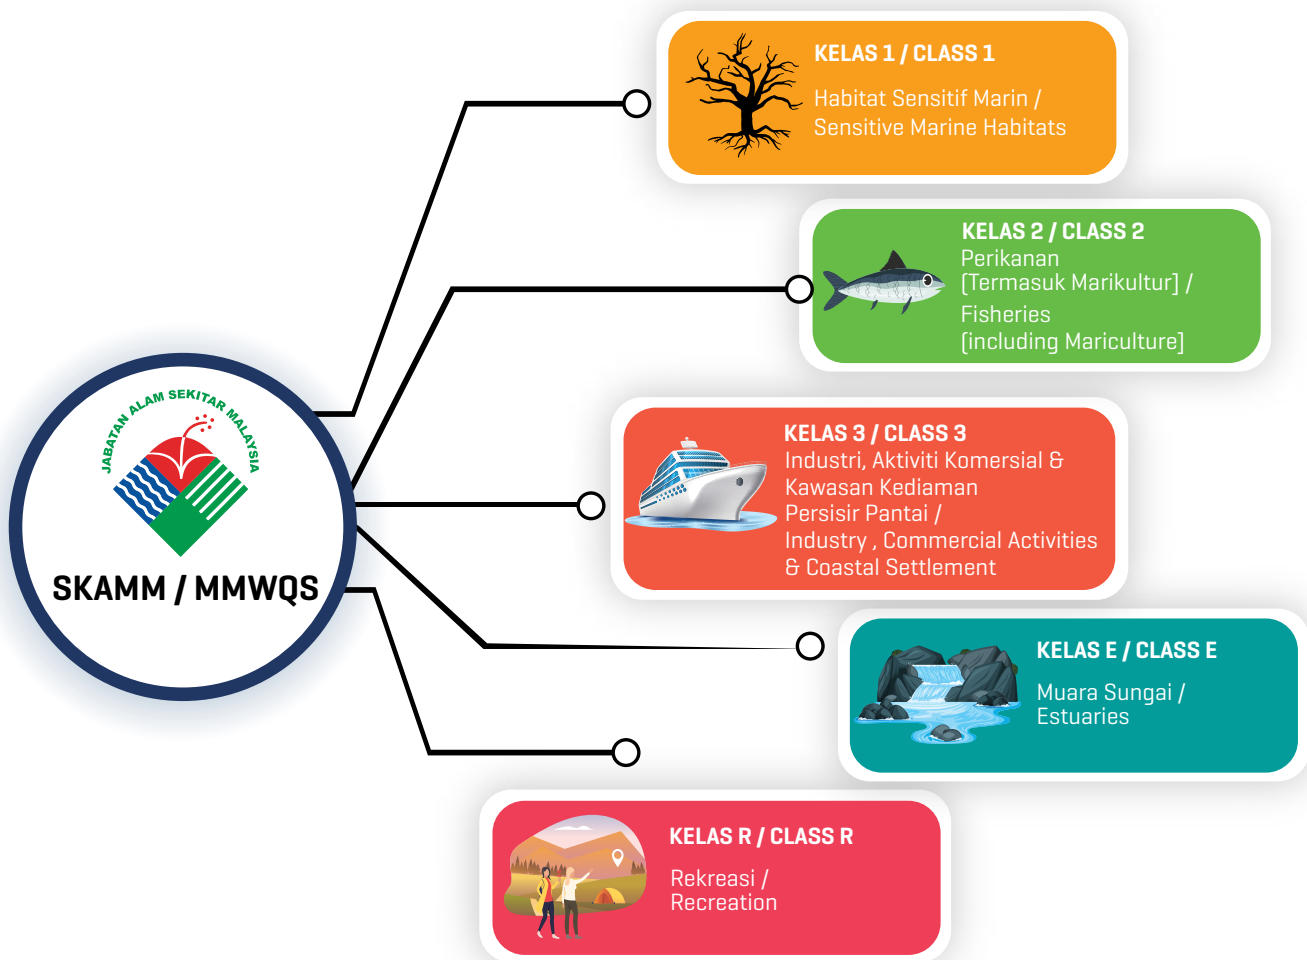 JABATAN ALAM SEKITAR MALAYSIA
SKAMM / MMWQS
KELAS 1 / CLASS 1
Habitat Sensitif Marin /
Sensitive Marine Habitats
KELAS 2 / CLASS 2
Perikanan
[Termasuk Marikultur] /
Fisheries
[including Mariculture]
KELAS 3 / CLASS 3
Industri, Aktiviti Komersial &
Kawasan Kediaman
Persisir Pantai /
Industry , Commercial Activities
& Coastal Settlement
KELAS E / CLASS E
Muara Sungai /
Estuaries
KELAS R / CLASS R
Rekreasi /
Recreation